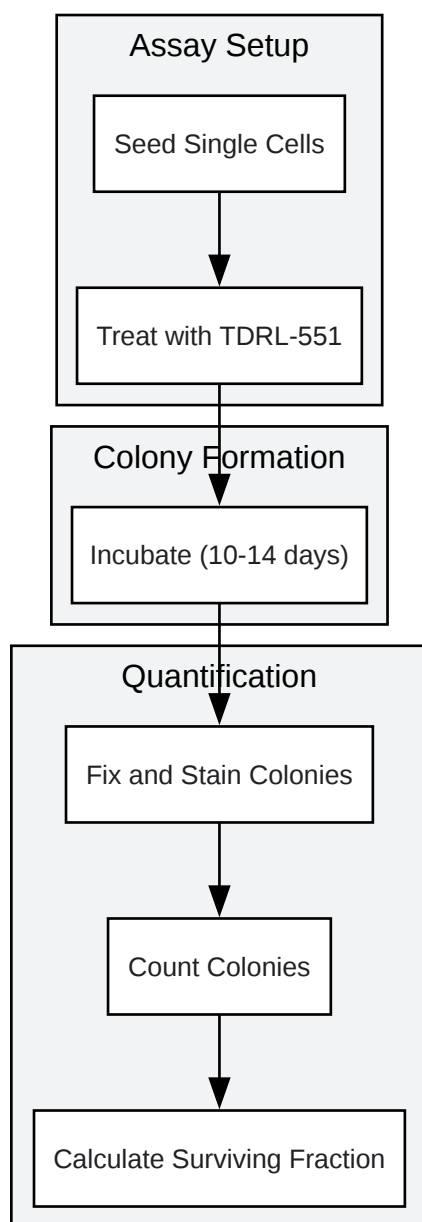 Assay Setup
Seed Single Cells
Treat with TDRL-551
Colony Formation
Incubate (10-14 days)
Quantification
Fix and Stain Colonies
Count Colonies
Calculate Surviving Fraction